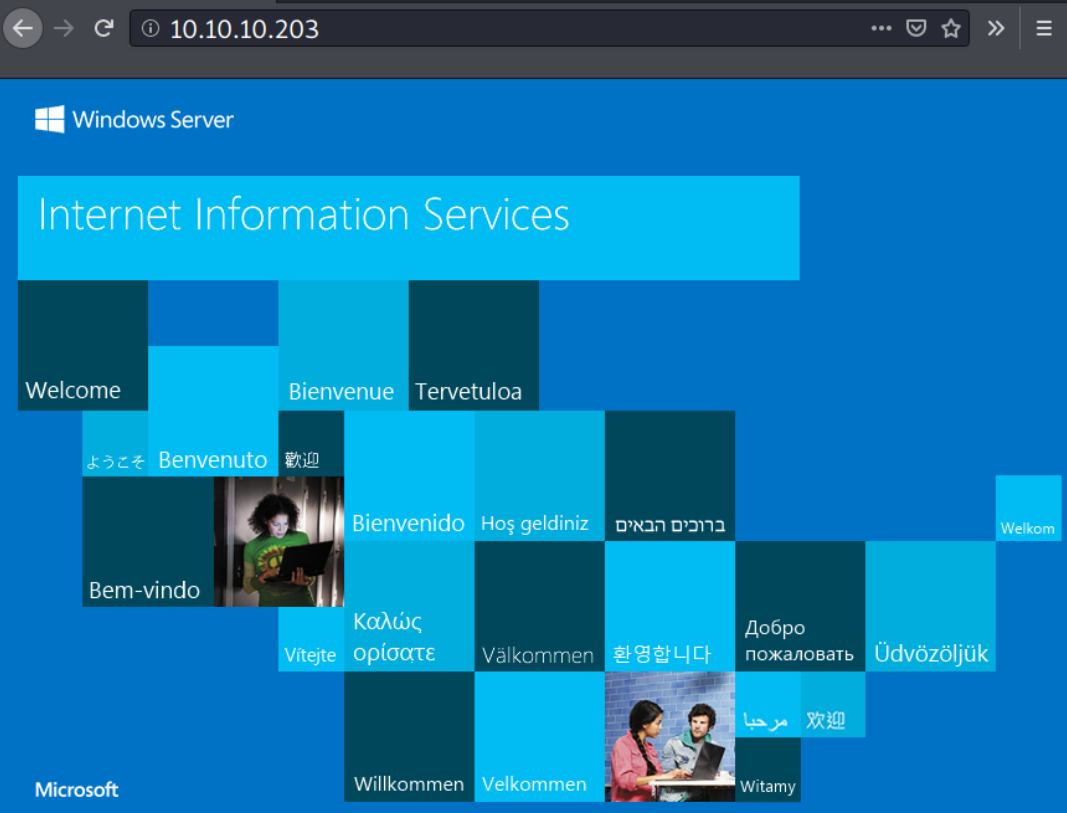 10.10.10.203
Windows Server
Internet Information Services
Welcome
Bienvenue
Tervetuloa
ようこそ
Benvenuto
歡迎
Bienvenido
Hoş geldiniz
ברוכים הבאים
Welkom
Bem-vindo
Vítejte
Καλώς
ορίσατε
Välkommen
환영합니다
Добро
пожаловать
Üdvözöljük
مرحبا
欢迎
Willkommen
Velkommen
Witamy
Microsoft